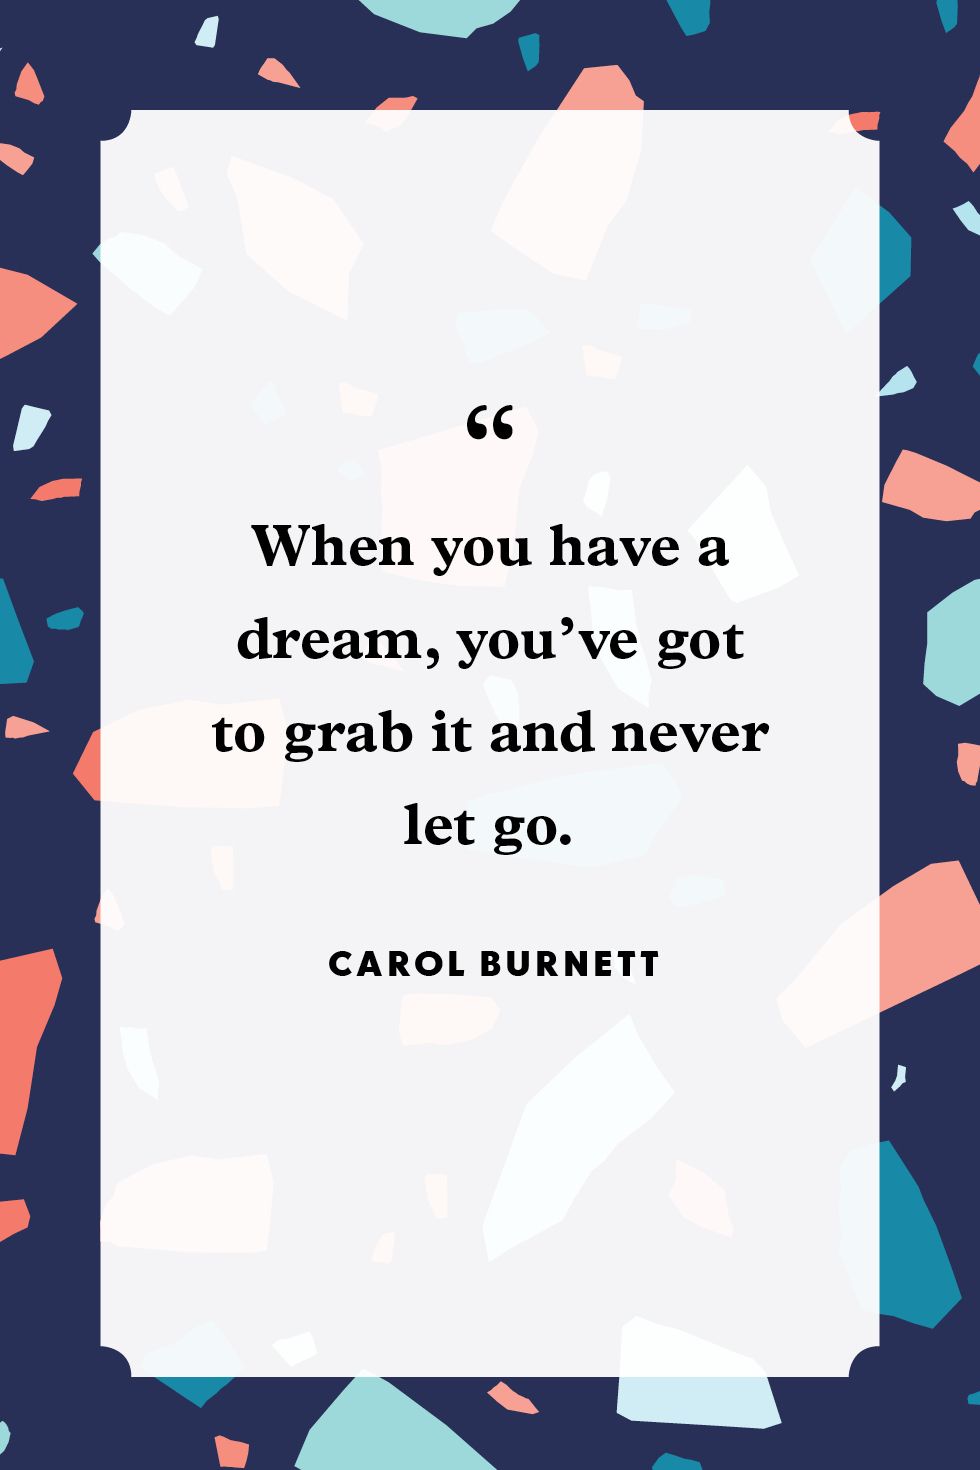 “
When you have a
dream, you’ve got
to grab it and never
let go.
CAROL BURNETT